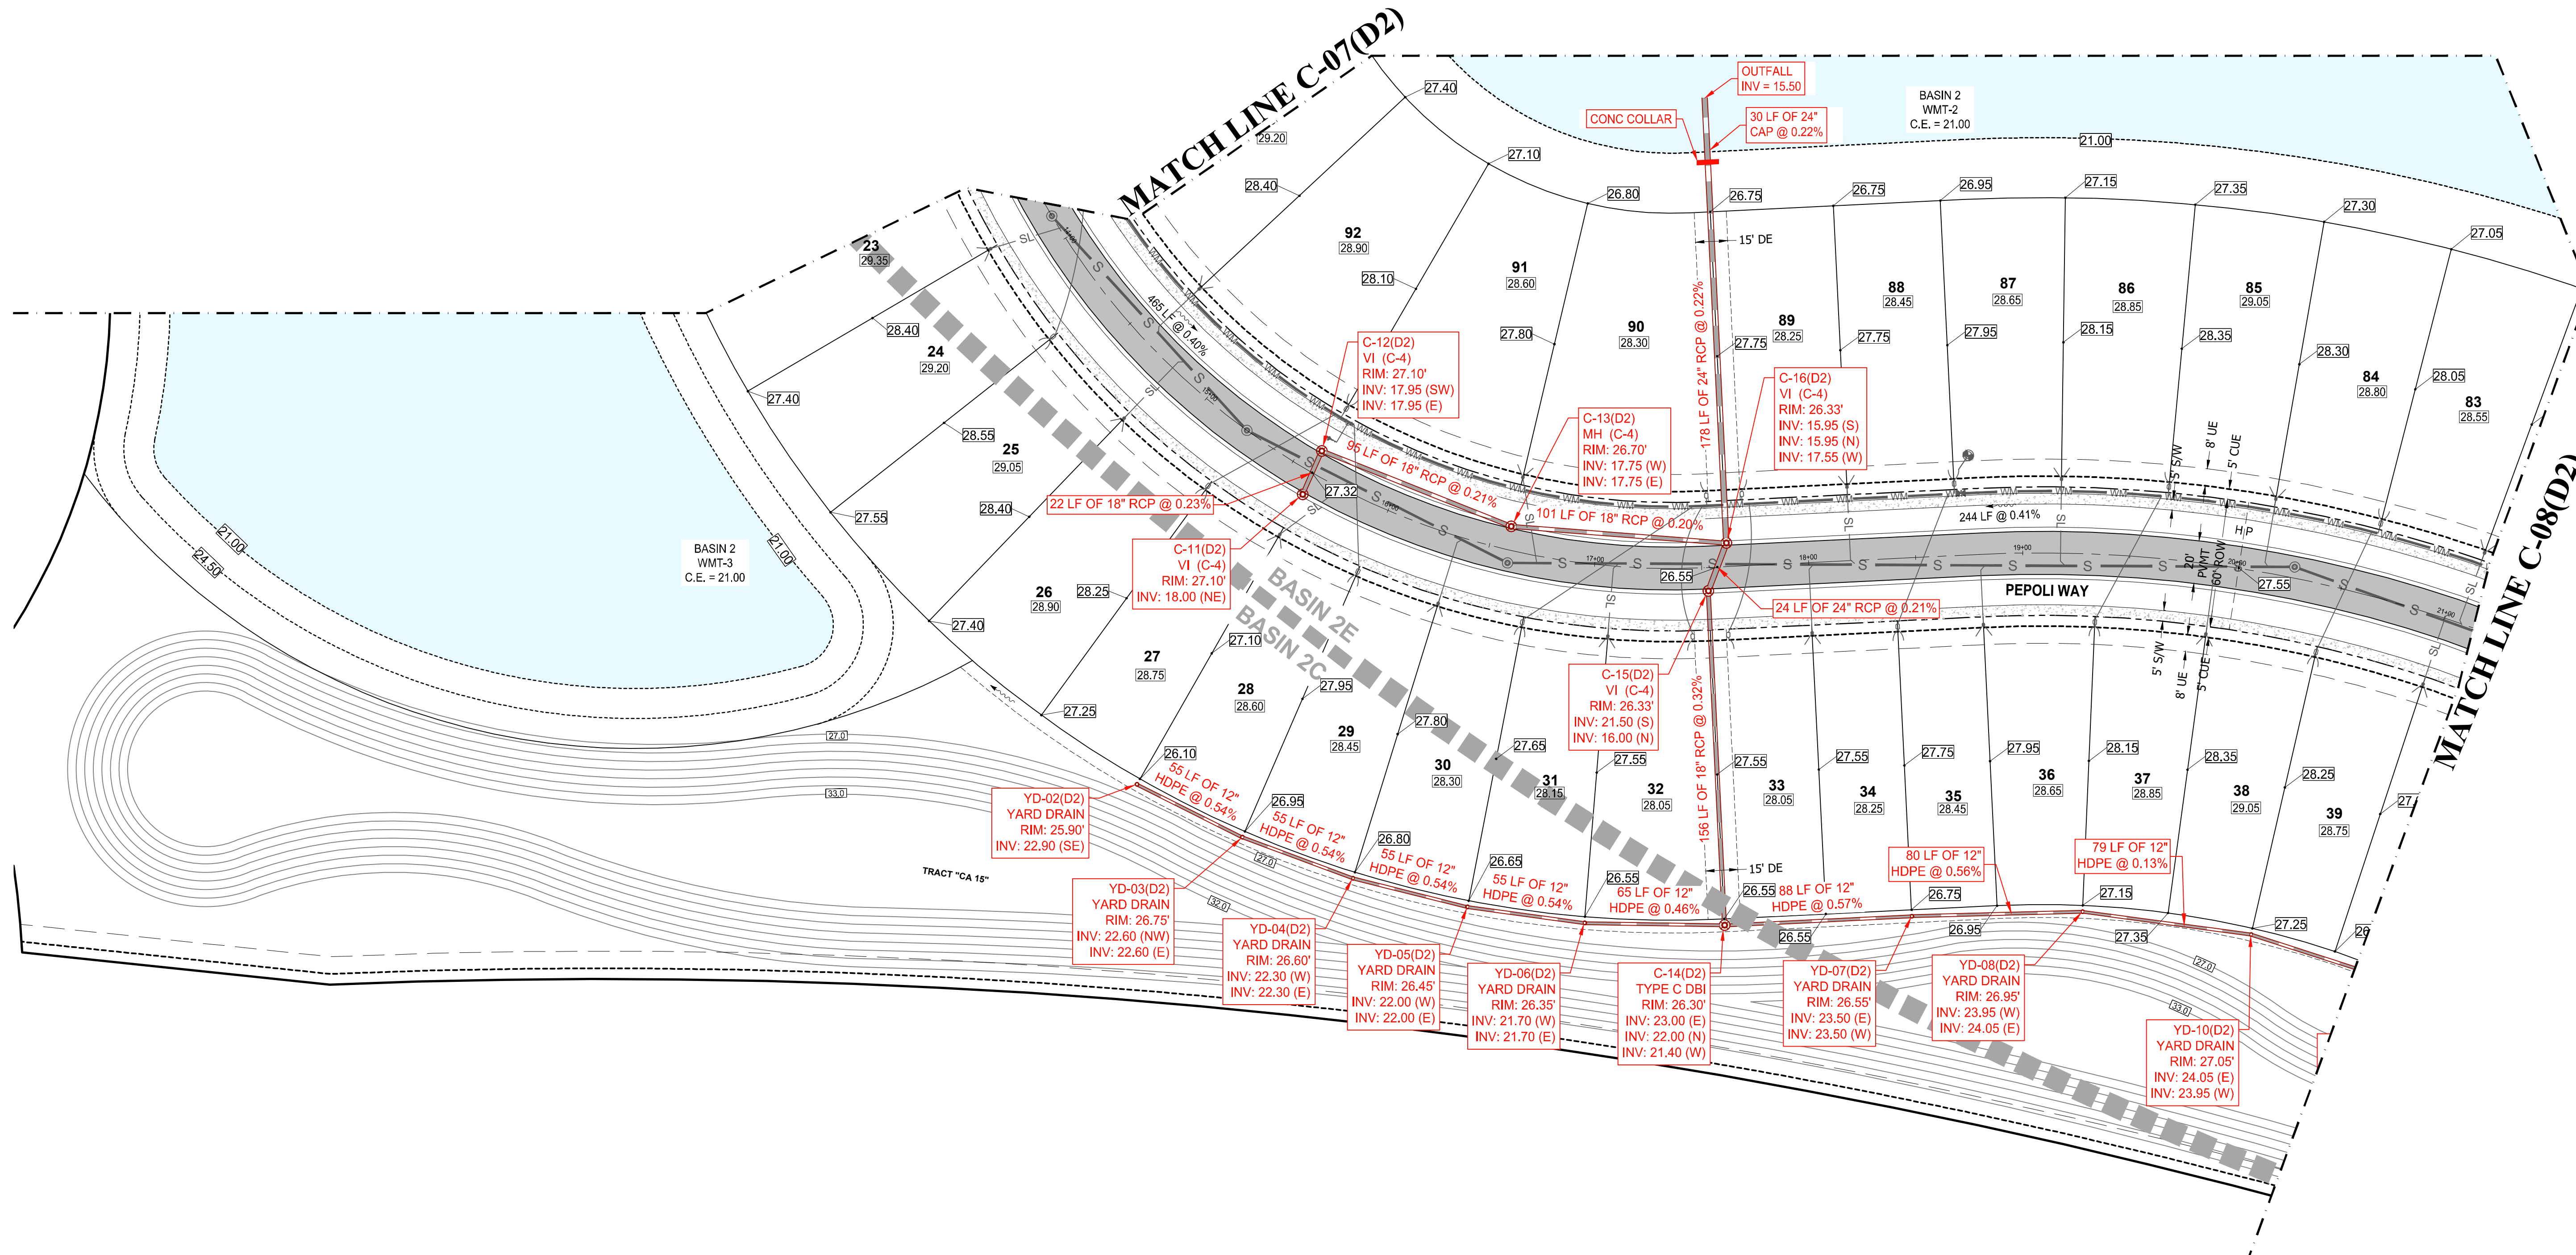 MATCH LINE C-07(D2)
OUTFALL
INV = 15.50
CONC COLLAR
30 LF OF 24"
CAP @ 0.22%
BASIN 2
WMT-2
C.E. = 21.00
21.00
27.40
29.20
28.40
27.10
26.80
26.75
26.75
26.95
27.15
27.35
27.30
27.05
15' DE
23
29.35
92
28.90
91
28.60
90
28.30
89
28.25
88
28.45
87
28.65
86
28.85
85
29.05
84
28.80
83
28.55
28.10
27.80
27.75
27.75
27.95
28.15
28.35
28.30
28.05
178 LF OF 24" RCP @ 0.22%
465 LF @ 0.40%
14+00
15+00
16+00
17+00
18+00
19+00
20+00
21+00
24
29.20
28.40
27.40
25
29.05
28.55
27.55
28.40
26
28.90
28.25
27.40
C-12(D2)
VI (C-4)
RIM: 27.10'
INV: 17.95 (SW)
INV: 17.95 (E)
C-13(D2)
MH (C-4)
RIM: 26.70'
INV: 17.75 (W)
INV: 17.75 (E)
C-16(D2)
VI (C-4)
RIM: 26.33'
INV: 15.95 (S)
INV: 15.95 (N)
INV: 17.55 (W)
95 LF OF 18" RCP @ 0.21%
22 LF OF 18" RCP @ 0.23%
27.32
101 LF OF 18" RCP @ 0.20%
244 LF @ 0.41%
HP
5' S/W
8' UE
5' CUE
20'
PVMT
60' ROW
27.55
26.55
PEPOLI WAY
24 LF OF 24" RCP @ 0.21%
5' S/W
8' UE
5' CUE
MATCH LINE C-08(D2)
C-11(D2)
VI (C-4)
RIM: 27.10'
INV: 18.00 (NE)
BASIN 2E
BASIN 2C
BASIN 2
WMT-3
C.E. = 21.00
21.00
24.50
21.00
C-15(D2)
VI (C-4)
RIM: 26.33'
INV: 21.50 (S)
INV: 16.00 (N)
156 LF OF 18" RCP @ 0.32%
27
28.75
27.10
27.25
28
28.60
27.95
26.10
29
28.45
27.80
30
28.30
27.65
31
28.15
27.55
32
28.05
27.55
33
28.05
27.55
34
28.25
27.75
35
28.45
27.95
36
28.65
28.15
37
28.85
28.35
38
29.05
28.25
39
28.75
55 LF OF 12"
HDPE @ 0.54%
26.95
55 LF OF 12"
HDPE @ 0.54%
26.80
55 LF OF 12"
HDPE @ 0.54%
26.65
55 LF OF 12"
HDPE @ 0.54%
26.55
65 LF OF 12"
HDPE @ 0.46%
15' DE
26.55
88 LF OF 12"
HDPE @ 0.57%
80 LF OF 12"
HDPE @ 0.56%
79 LF OF 12"
HDPE @ 0.13%
26.55
26.75
26.95
27.15
27.35
27.25
27.0
33.0
27.0
32.0
27.0
33.0
TRACT "CA 15"
YD-02(D2)
YARD DRAIN
RIM: 25.90'
INV: 22.90 (SE)
YD-03(D2)
YARD DRAIN
RIM: 26.75'
INV: 22.60 (NW)
INV: 22.60 (E)
YD-04(D2)
YARD DRAIN
RIM: 26.60'
INV: 22.30 (W)
INV: 22.30 (E)
YD-05(D2)
YARD DRAIN
RIM: 26.45'
INV: 22.00 (W)
INV: 22.00 (E)
YD-06(D2)
YARD DRAIN
RIM: 26.35'
INV: 21.70 (W)
INV: 21.70 (E)
C-14(D2)
TYPE C DBI
RIM: 26.30'
INV: 23.00 (E)
INV: 22.00 (N)
INV: 21.40 (W)
YD-07(D2)
YARD DRAIN
RIM: 26.55'
INV: 23.50 (E)
INV: 23.50 (W)
YD-08(D2)
YARD DRAIN
RIM: 26.95'
INV: 23.95 (W)
INV: 24.05 (E)
YD-10(D2)
YARD DRAIN
RIM: 27.05'
INV: 24.05 (E)
INV: 23.95 (W)